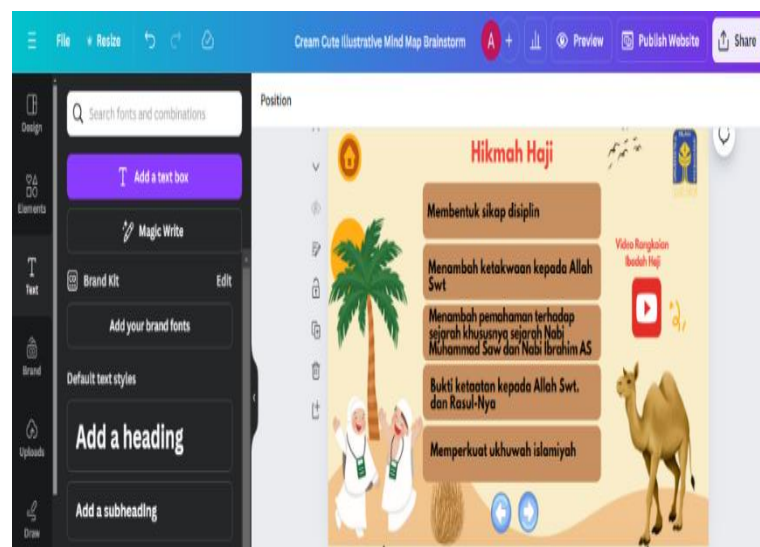 File
Resize
Cream Cute Illustrative Mind Map Brainstorm
A
+
Preview
Publish Website
Share
Design
Elements
Text
Brand
Uploads
Draw
Search fonts and combinations
T Add a text box
Magic Write
Brand Kit
Edit
Add your brand fonts
Default text styles
Add a heading
Add a subheading
Position
Hikmah Haji
Membentuk sikap disiplin
Menambah ketakwaan kepada Allah
Swt
Menambah pemahaman terhadap
sejarah khususnya sejarah Nabi
Muhammad Saw dan Nabi Ibrahim AS
Bukti ketaatan kepada Allah Swt.
dan Rasul-Nya
Memperkuat ukhuwah islamiyah
Video Rangkaian
Ibadah Haji